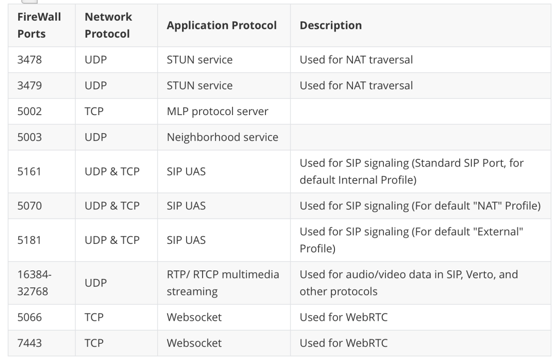 FireWall Ports Network Protocol Application Protocol Description
3478 UDP STUN service Used for NAT traversal
3479 UDP STUN service Used for NAT traversal
5002 TCP MLP protocol server
5003 UDP Neighborhood service
5161 UDP & TCP SIP UAS Used for SIP signaling (Standard SIP Port, for default Internal Profile)
5070 UDP & TCP SIP UAS Used for SIP signaling (For default "NAT" Profile)
5181 UDP & TCP SIP UAS Used for SIP signaling (For default "External" Profile)
16384-32768 UDP RTP/ RTCP multimedia streaming Used for audio/video data in SIP, Verto, and other protocols
5066 TCP Websocket Used for WebRTC
7443 TCP Websocket Used for WebRTC